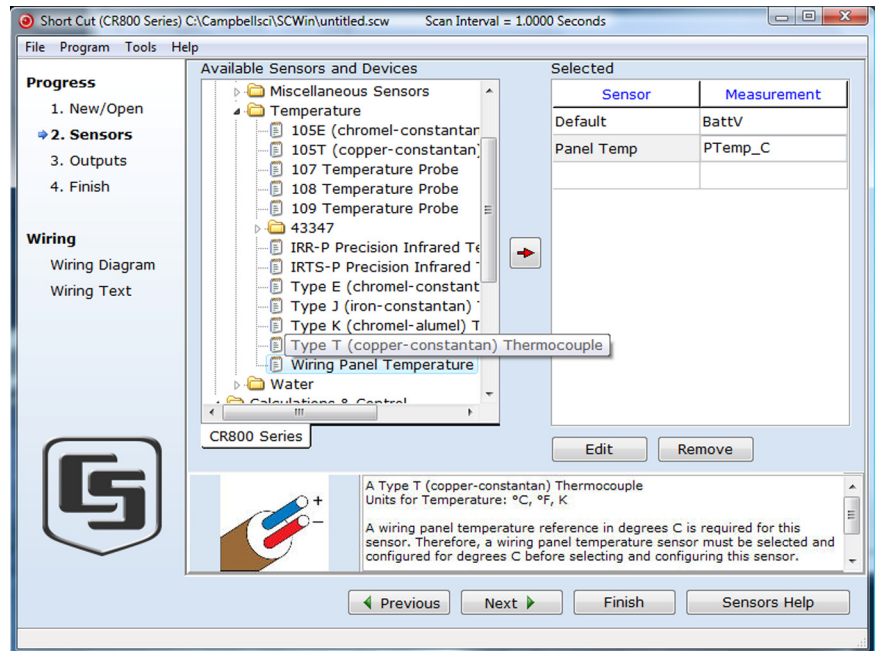 Short Cut (CR800 Series) C:\Campbellsci\SCWin\untitled.scw Scan Interval = 1.0000 Seconds
File Program Tools Help
Progress
1. New/Open
2. Sensors
3. Outputs
4. Finish
Wiring
Wiring Diagram
Wiring Text
Available Sensors and Devices
Miscellaneous Sensors
Temperature
105E (chromel-constantan
105T (copper-constantan)
107 Temperature Probe
108 Temperature Probe
109 Temperature Probe
43347
IRR-P Precision Infrared Te
IRTS-P Precision Infrared T
Type E (chromel-constant
Type J (iron-constantan) T
Type K (chromel-alumel) T
Type T (copper-constantan) Thermocouple
Wiring Panel Temperature
Water
Calculations & Control
CR800 Series
Selected
Sensor Measurement
Default BattV
Panel Temp PTemp_C
Edit Remove
CS
+
–
A Type T (copper-constantan) Thermocouple
Units for Temperature: °C, °F, K
A wiring panel temperature reference in degrees C is required for this
sensor. Therefore, a wiring panel temperature sensor must be selected and
configured for degrees C before selecting and configuring this sensor.
Previous Next Finish Sensors Help